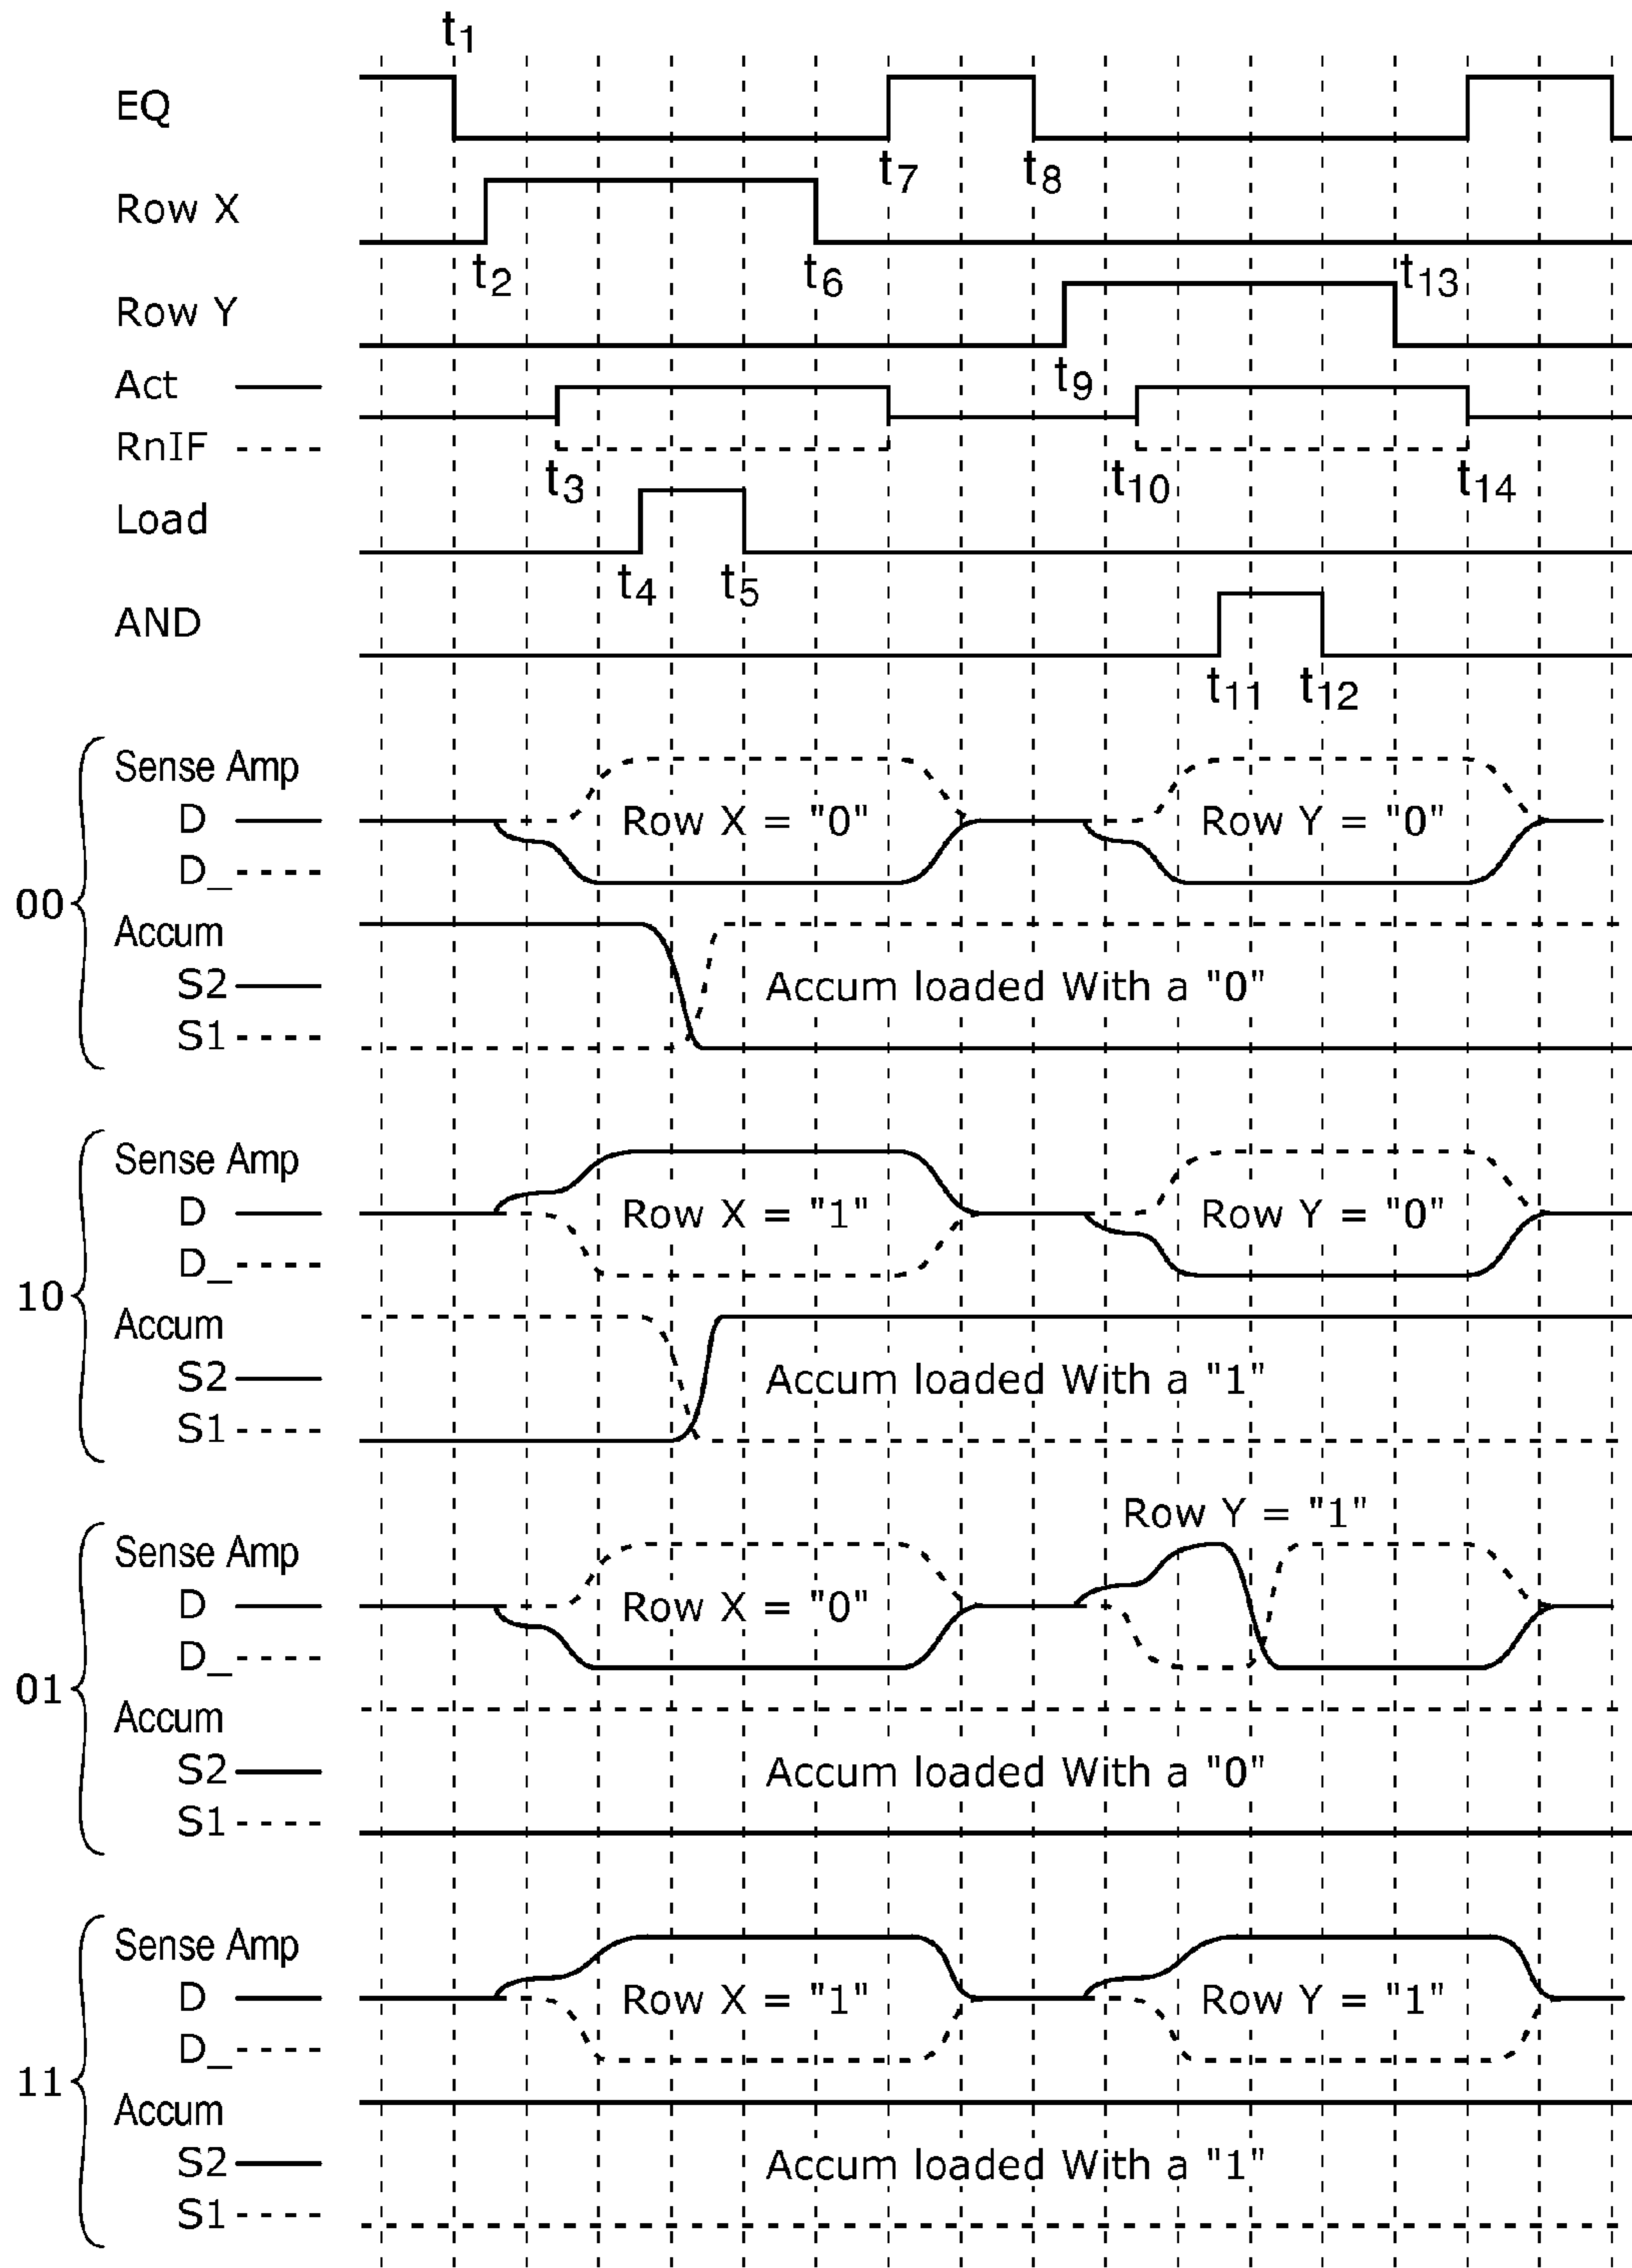 t1
EQ
t7 t8
Row X
t2 t6 t13
Row Y
Act t9
RnIF
t3 t10 t14
Load
t4 t5
AND
t11 t12
Sense Amp
D Row X = "0" Row Y = "0"
D_
00
Accum
S2 Accum loaded With a "0"
S1
Sense Amp
D Row X = "1" Row Y = "0"
D_
10
Accum
S2 Accum loaded With a "1"
S1
Row Y = "1"
Sense Amp
D Row X = "0"
D_
01
Accum
S2 Accum loaded With a "0"
S1
Sense Amp
D Row X = "1" Row Y = "1"
D_
11
Accum
S2 Accum loaded With a "1"
S1